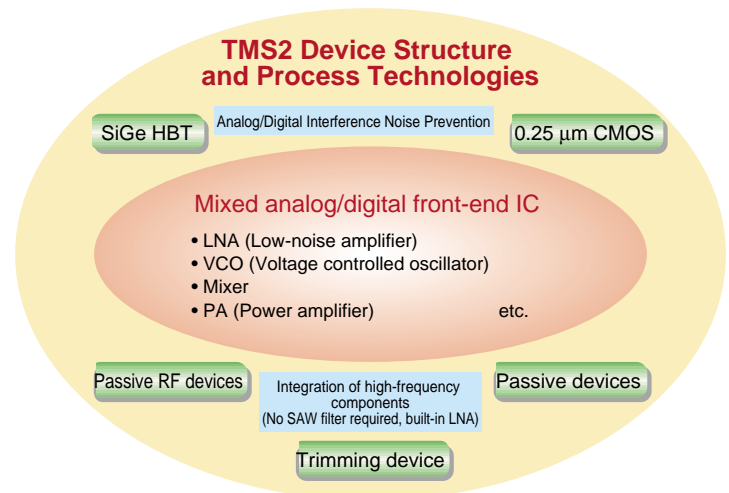 TMS2 Device Structure
and Process Technologies
SiGe HBT
Analog/Digital Interference Noise Prevention
0.25 μm CMOS
Mixed analog/digital front-end IC
• LNA (Low-noise amplifier)
• VCO (Voltage controlled oscillator)
• Mixer
• PA (Power amplifier) etc.
Passive RF devices
Integration of high-frequency
components
(No SAW filter required, built-in LNA)
Passive devices
Trimming device